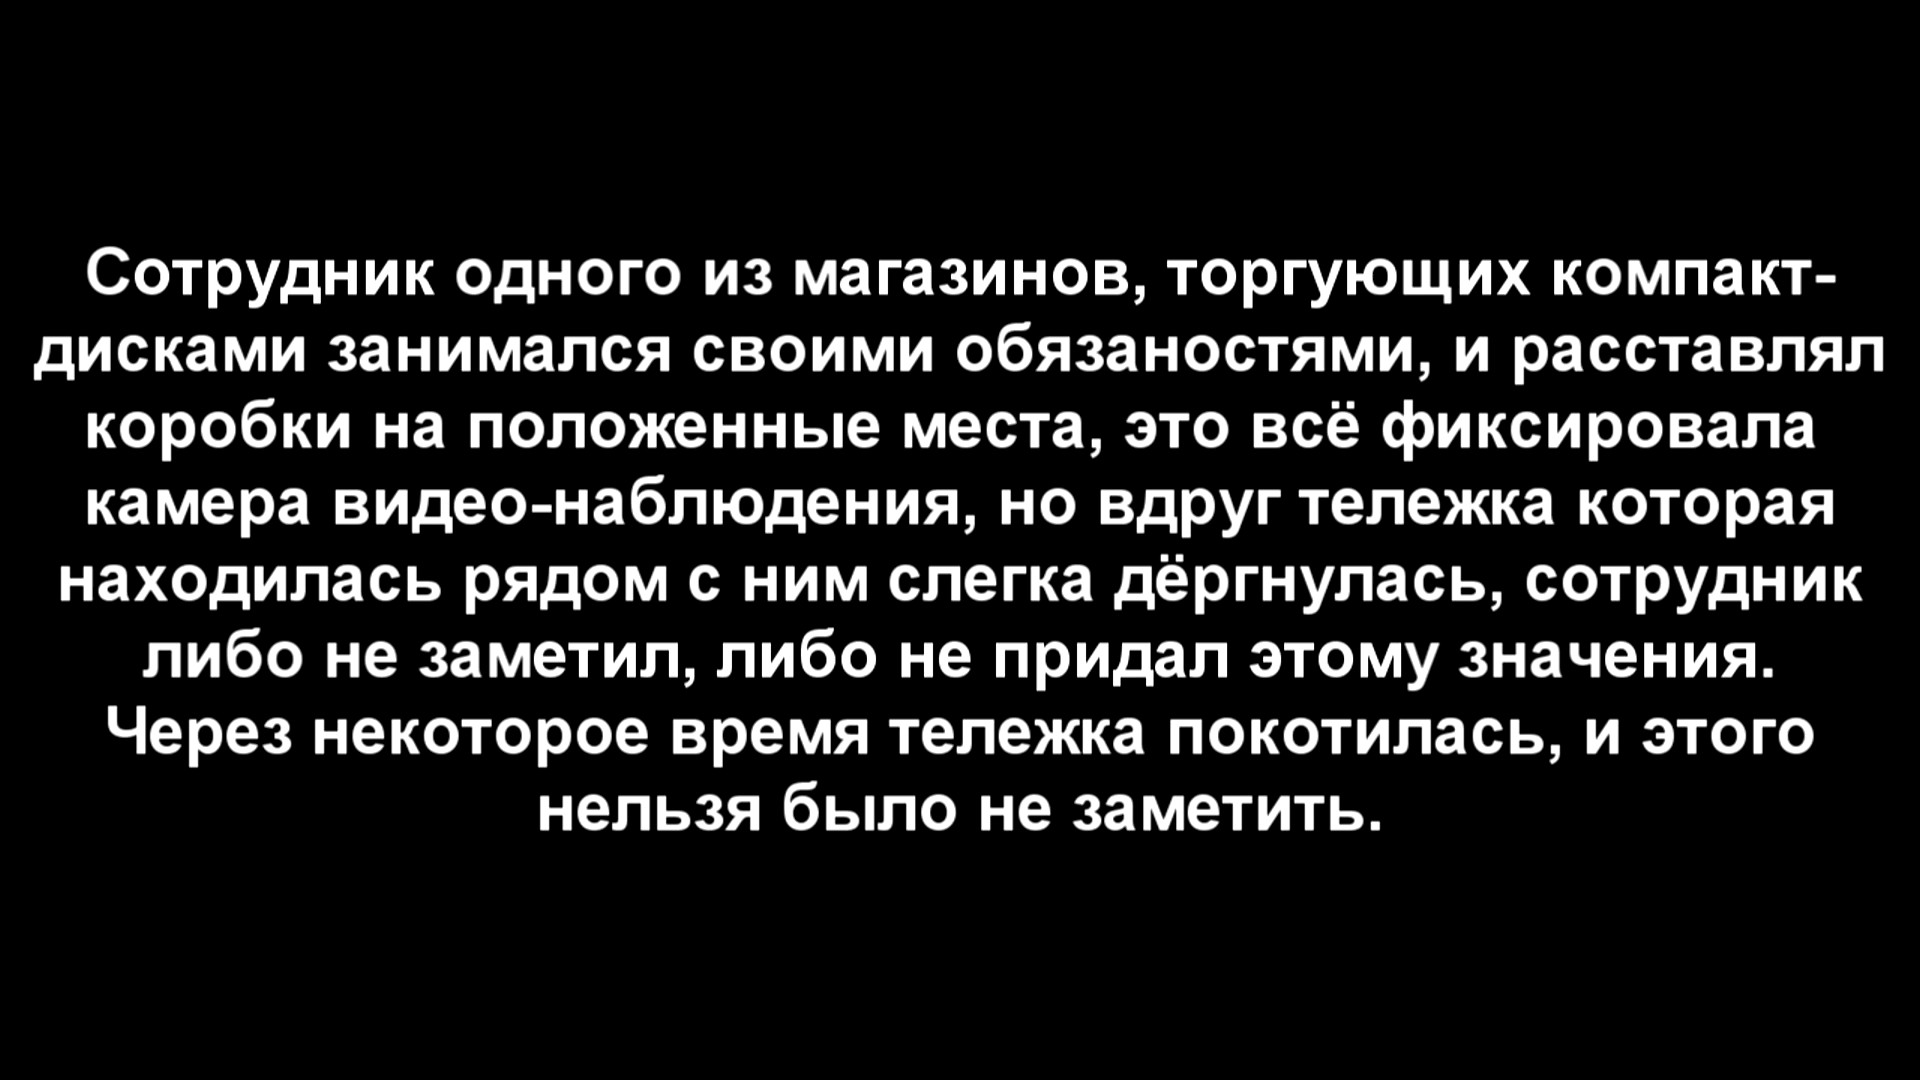 Сотрудник одного из магазинов, торгующих компакт-
дисками занимался своими обязаностями, и расставлял
коробки на положенные места, это всё фиксировала
камера видео-наблюдения, но вдруг тележка которая
находилась рядом с ним слегка дёргнулась, сотрудник
либо не заметил, либо не придал этому значения.
Через некоторое время тележка покотилась, и этого
нельзя было не заметить.